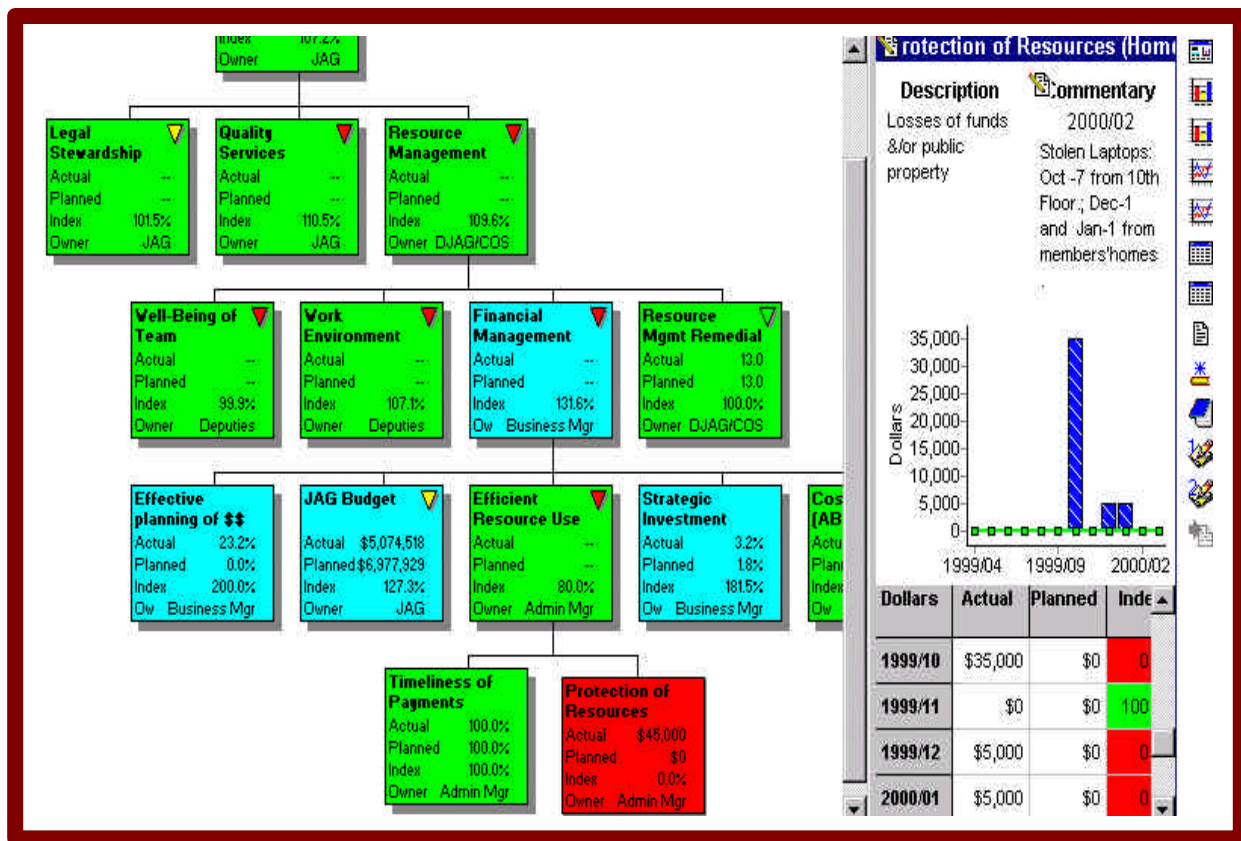 Index 107.2%
Owner JAG
Legal Stewardship
Actual --
Planned --
Index 101.5%
Owner JAG
Quality Services
Actual --
Planned --
Index 110.5%
Owner JAG
Resource Management
Actual --
Planned --
Index 109.6%
Owner DJAG/COS
Well-Being of Team
Actual --
Planned --
Index 99.9%
Owner Deputies
Work Environment
Actual --
Planned --
Index 107.1%
Owner Deputies
Financial Management
Actual --
Planned --
Index 131.6%
Ow Business Mgr
Resource Mgmt Remedial
Actual 13.0
Planned 13.0
Index 100.0%
Owner DJAG/COS
Effective planning of $$
Actual 23.2%
Planned 0.0%
Index 200.0%
Ow Business Mgr
JAG Budget
Actual $5,074,518
Planned $6,977,929
Index 127.3%
Owner JAG
Efficient Resource Use
Actual --
Planned --
Index 80.0%
Owner Admin Mgr
Strategic Investment
Actual 3.2%
Planned 1.8%
Index 181.5%
Ow Business Mgr
Cos
(AB
Actu
Plan
Index
Ow
Timeliness of Payments
Actual 100.0%
Planned 100.0%
Index 100.0%
Owner Admin Mgr
Protection of Resources
Actual $45,000
Planned $0
Index 0.0%
Owner Admin Mgr
rotection of Resources (Hom
Description
Losses of funds
&/or public
property
ommentary
2000/02
Stolen Laptops:
Oct -7 from 10th
Floor.; Dec-1
and Jan-1 from
members'homes
.
Dollars
35,000
30,000
25,000
20,000
15,000
10,000
5,000
0
1999/04 1999/09 2000/02
Dollars Actual Planned Inde
1999/10 $35,000 $0 0
1999/11 $0 $0 100
1999/12 $5,000 $0 0
2000/01 $5,000 $0 0